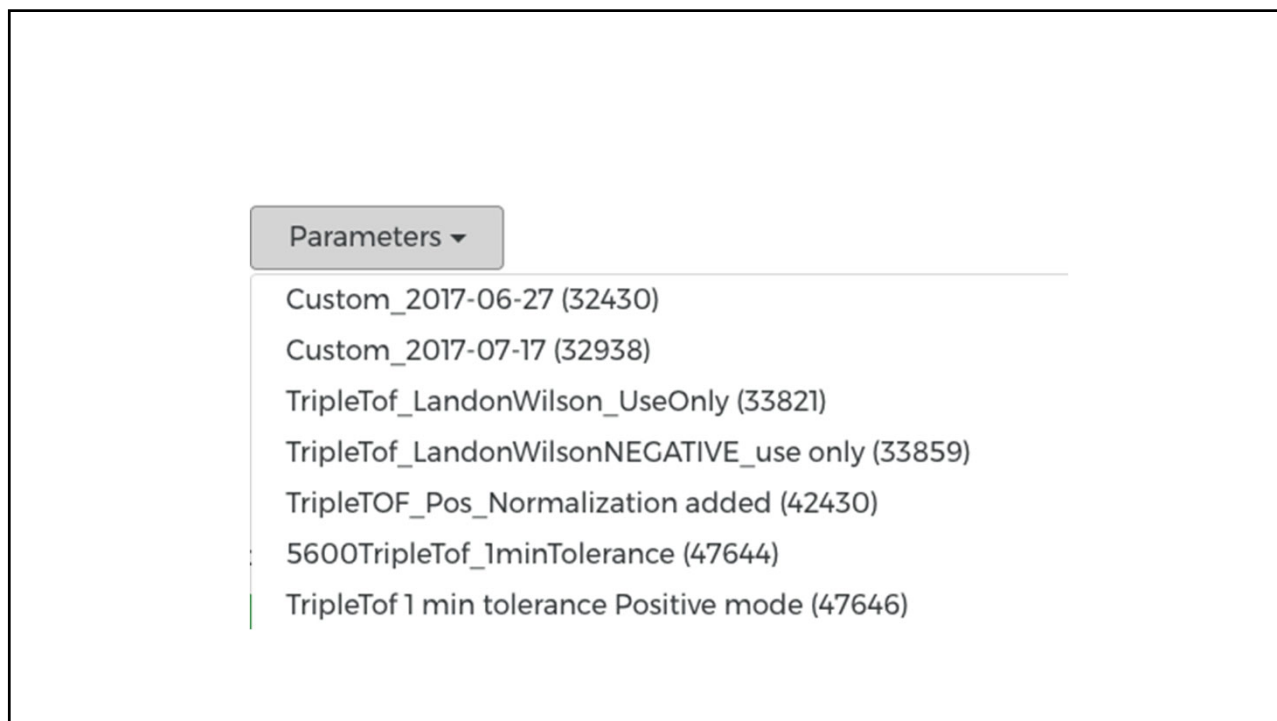 Parameters
Custom_2017-06-27 (32430)
Custom_2017-07-17 (32938)
TripleTof_LandonWilson_UseOnly (33821)
TripleTof_LandonWilsonNEGATIVE_use only (33859)
TripleTOF_Pos_Normalization added (42430)
5600TripleTof_1minTolerance (47644)
TripleTof 1 min tolerance Positive mode (47646)